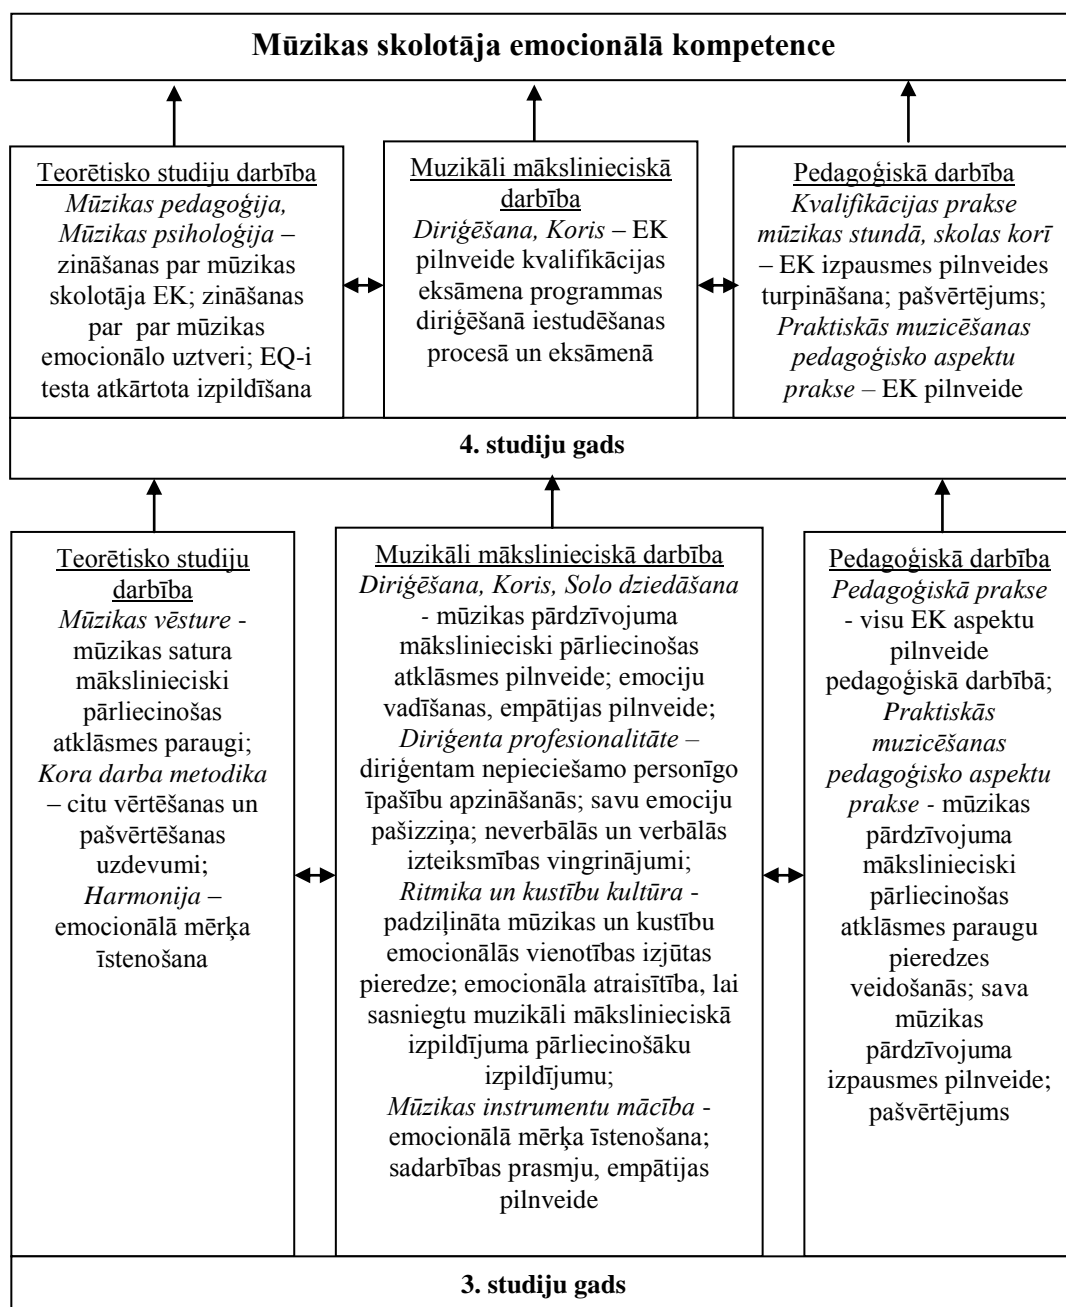 Mūzikas skolotāja emocionālā kompetence
Teorētisko studiju darbība
Mūzikas pedagoģija,
Mūzikas psiholoģija –
zināšanas par mūzikas
skolotāja EK; zināšanas
par par mūzikas
emocionālo uztveri; EQ-i
testa atkārtota izpildīšana
Muzikāli mākslinieciskā
darbība
Diriģēšana, Koris – EK
pilnveide kvalifikācijas
eksāmena programmas
diriģēšanā iestudēšanas
procesā un eksāmenā
Pedagoģiskā darbība
Kvalifikācijas prakse
mūzikas stundā, skolas korī
– EK izpausmes pilnveides
turpināšana; pašvērtējums;
Praktiskās muzicēšanas
pedagoģisko aspektu
prakse – EK pilnveide
4. studiju gads
Teorētisko studiju
darbība
Mūzikas vēsture -
mūzikas satura
mākslinieciski
pārliecinošas
atklāsmes paraugi;
Kora darba metodika
– citu vērtēšanas un
pašvērtēšanas
uzdevumi;
Harmonija –
emocionālā mērķa
īstenošana
Muzikāli mākslinieciskā darbība
Diriģēšana, Koris, Solo dziedāšana
- mūzikas pārdzīvojuma
mākslinieciski pārliecinošas
atklāsmes pilnveide; emociju
vadīšanas, empātijas pilnveide;
Diriģenta profesionalitāte –
diriģentam nepieciešamo personīgo
īpašību apzināšanās; savu emociju
pašizziņa; neverbālās un verbālās
izteiksmības vingrinājumi;
Ritmika un kustību kultūra -
padziļināta mūzikas un kustību
emocionālās vienotības izjūtas
pieredze; emocionāla atraisītība, lai
sasniegtu muzikāli mākslinieciskā
izpildījuma pārliecinošāku
izpildījumu;
Mūzikas instrumentu mācība -
emocionālā mērķa īstenošana;
sadarbības prasmju, empātijas
pilnveide
Pedagoģiskā darbība
Pedagoģiskā prakse
- visu EK aspektu
pilnveide
pedagoģiskā darbībā;
Praktiskās
muzicēšanas
pedagoģisko aspektu
prakse - mūzikas
pārdzīvojuma
mākslinieciski
pārliecinošas
atklāsmes paraugu
pieredzes
veidošanās; sava
mūzikas
pārdzīvojuma
izpausmes pilnveide;
pašvērtējums
3. studiju gads